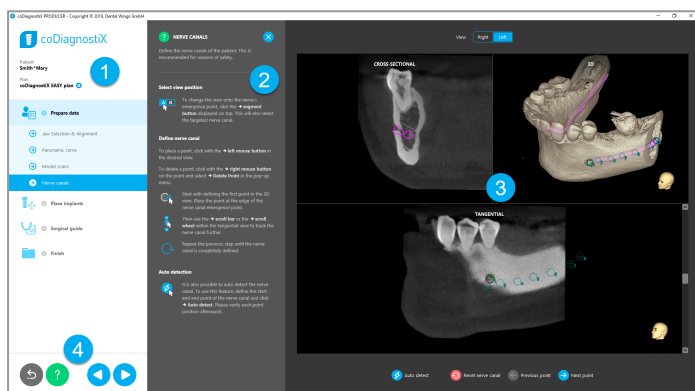 coDiagnostiX PRODUCER - Copyright © 2019, Dental Wings GmbH
coDiagnostiX
Patient
Smith^Mary
Plan
coDiagnostiX EASY plan
1
Prepare data
Jaw Selection & Alignment
Panoramic curve
Model scans
Nerve canals
Place implants
Surgical guide
Finish
4
?
? NERVE CANALS
Define the nerve canals of the patient. This is
recommended for reasons of safety.
2
Select view position
A B
To change the view onto the nerve's
emergence point, click the → segment
button displayed on top. This will also select
the targeted nerve canal.
Define nerve canal
To place a point, click with the → left mouse button in
the desired view.
To delete a point, click with the → right mouse button
on the point and select → Delete Point in the pop-up
menu.
Start with defining the first point in the 3D
view. Place the point at the edge of the
nerve canal emergence point.
Then use the → scroll bar or the → scroll
wheel within the tangential view to track the
nerve canal further.
Repeat the previous step until the nerve
canal is completely defined.
Auto detection
It is also possible to auto detect the nerve
canal. To use this feature, define the start
and end point of the nerve canal and click
→ Auto detect. Please verify each point
position afterwards.
View Right Left
CROSS-SECTIONAL
3D
3
TANGENTIAL
Auto detect Reset nerve canal Previous point Next point